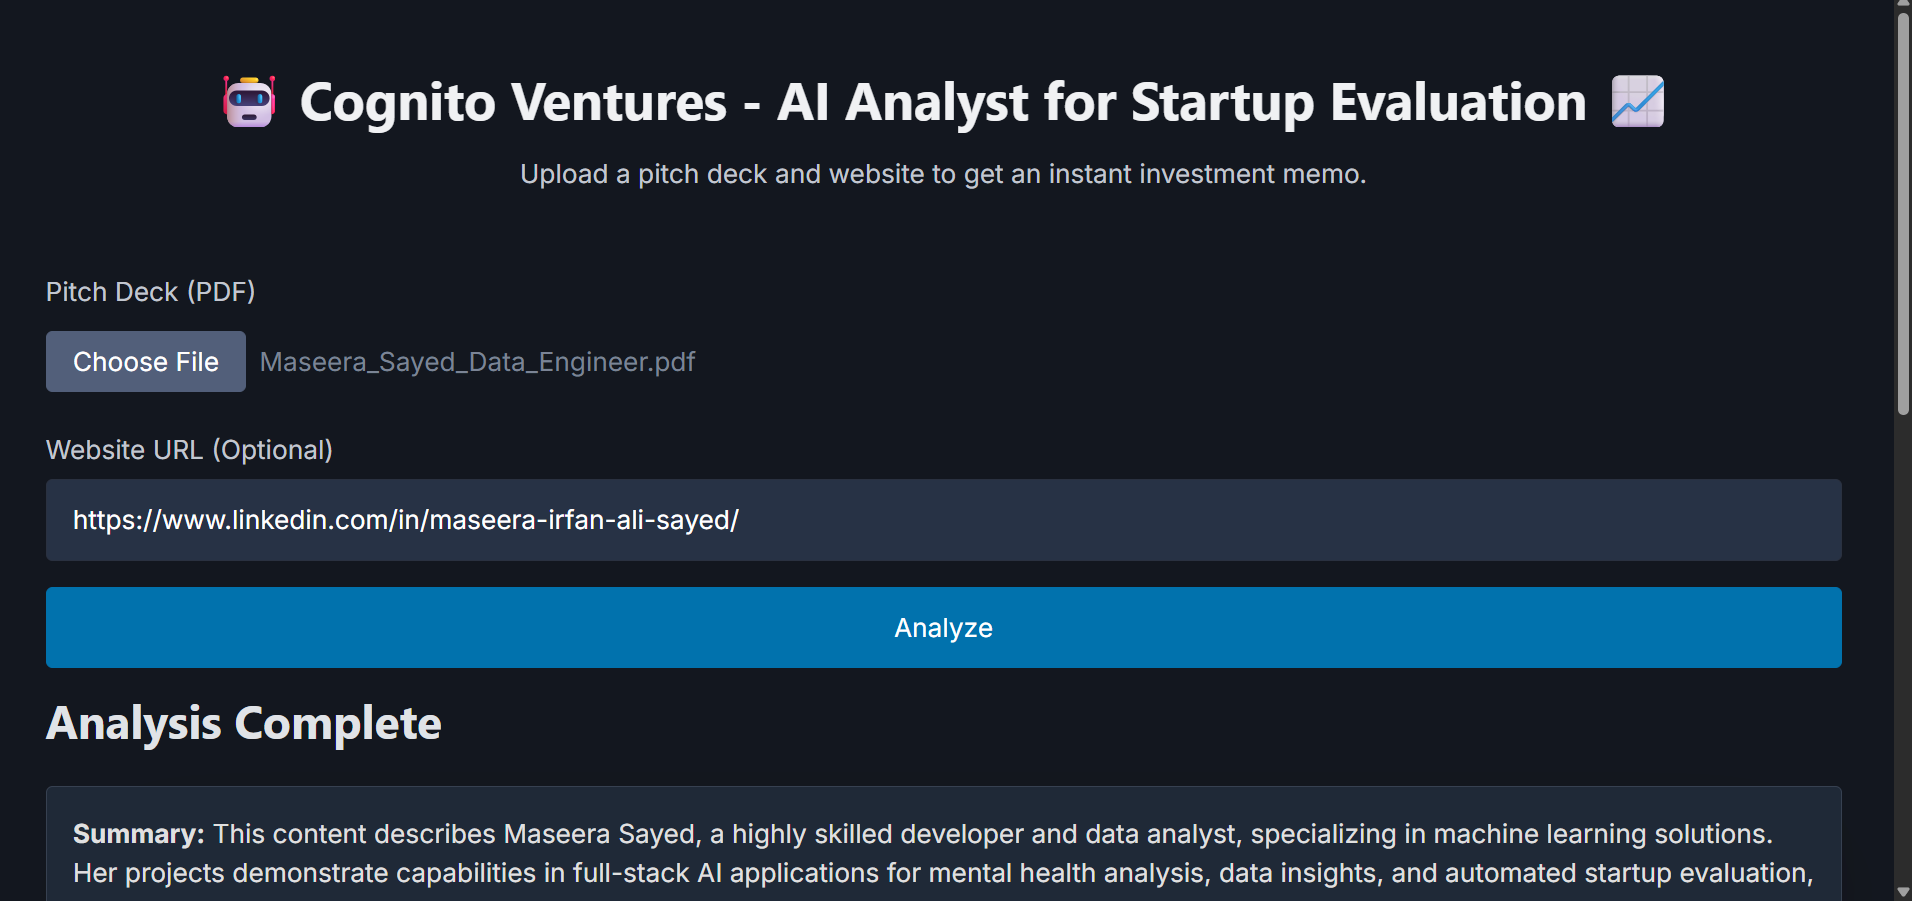 Cognito Ventures - AI Analyst for Startup Evaluation
Upload a pitch deck and website to get an instant investment memo.
Pitch Deck (PDF)
Choose File Maseera_Sayed_Data_Engineer.pdf
Website URL (Optional)
https://www.linkedin.com/in/maseera-irfan-ali-sayed/
Analyze
Analysis Complete
Summary: This content describes Maseera Sayed, a highly skilled developer and data analyst, specializing in machine learning solutions.
Her projects demonstrate capabilities in full-stack AI applications for mental health analysis, data insights, and automated startup evaluation,